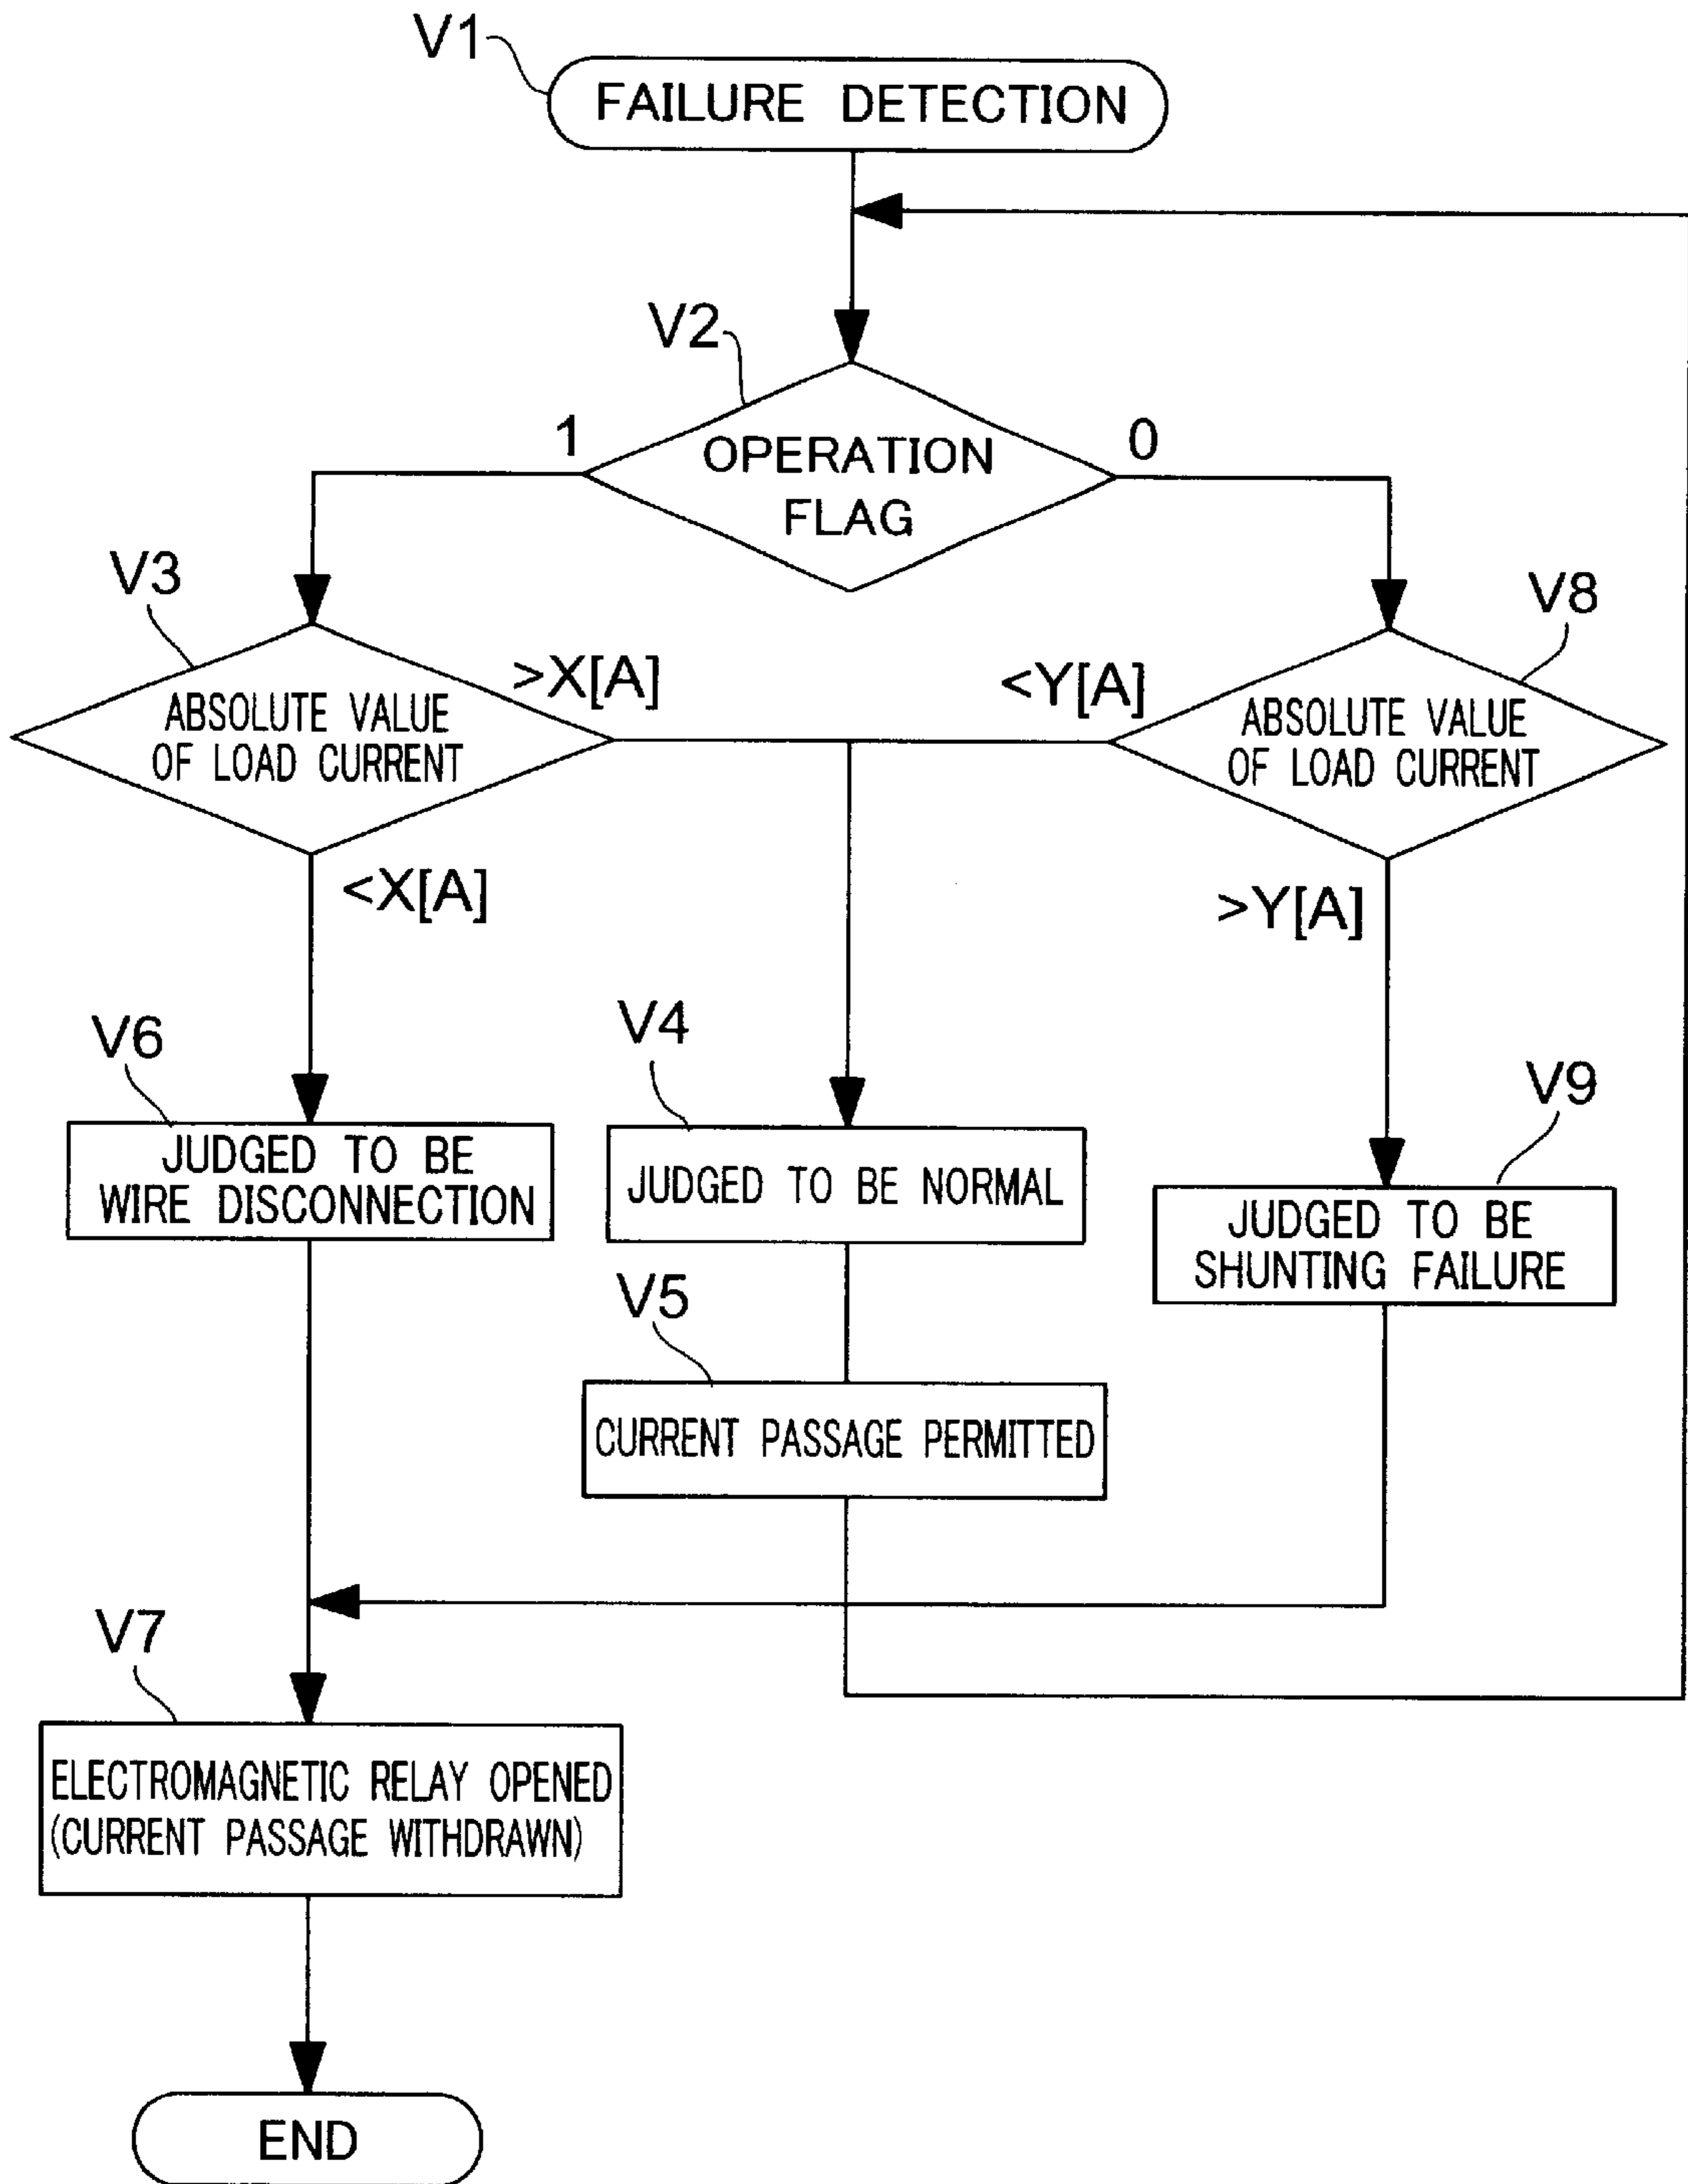 V1
FAILURE DETECTION
V2
1
OPERATION
FLAG
0
V3
>X[A]
ABSOLUTE VALUE
OF LOAD CURRENT
<X[A]
V8
<Y[A]
ABSOLUTE VALUE
OF LOAD CURRENT
>Y[A]
V6
JUDGED TO BE
WIRE DISCONNECTION
V4
JUDGED TO BE NORMAL
V9
JUDGED TO BE
SHUNTING FAILURE
V5
CURRENT PASSAGE PERMITTED
V7
ELECTROMAGNETIC RELAY OPENED
(CURRENT PASSAGE WITHDRAWN)
END